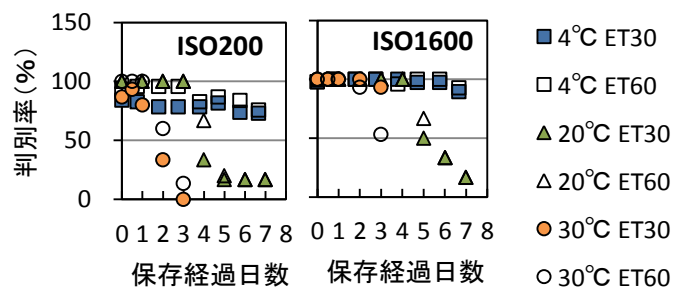 150
100
50
0
判別率（%）
ISO200
ISO1600
0 1 2 3 4 5 6 7 8
0 1 2 3 4 5 6 7 8
保存経過日数
保存経過日数
4℃ ET30
4℃ ET60
20℃ ET30
20℃ ET60
30℃ ET30
30℃ ET60